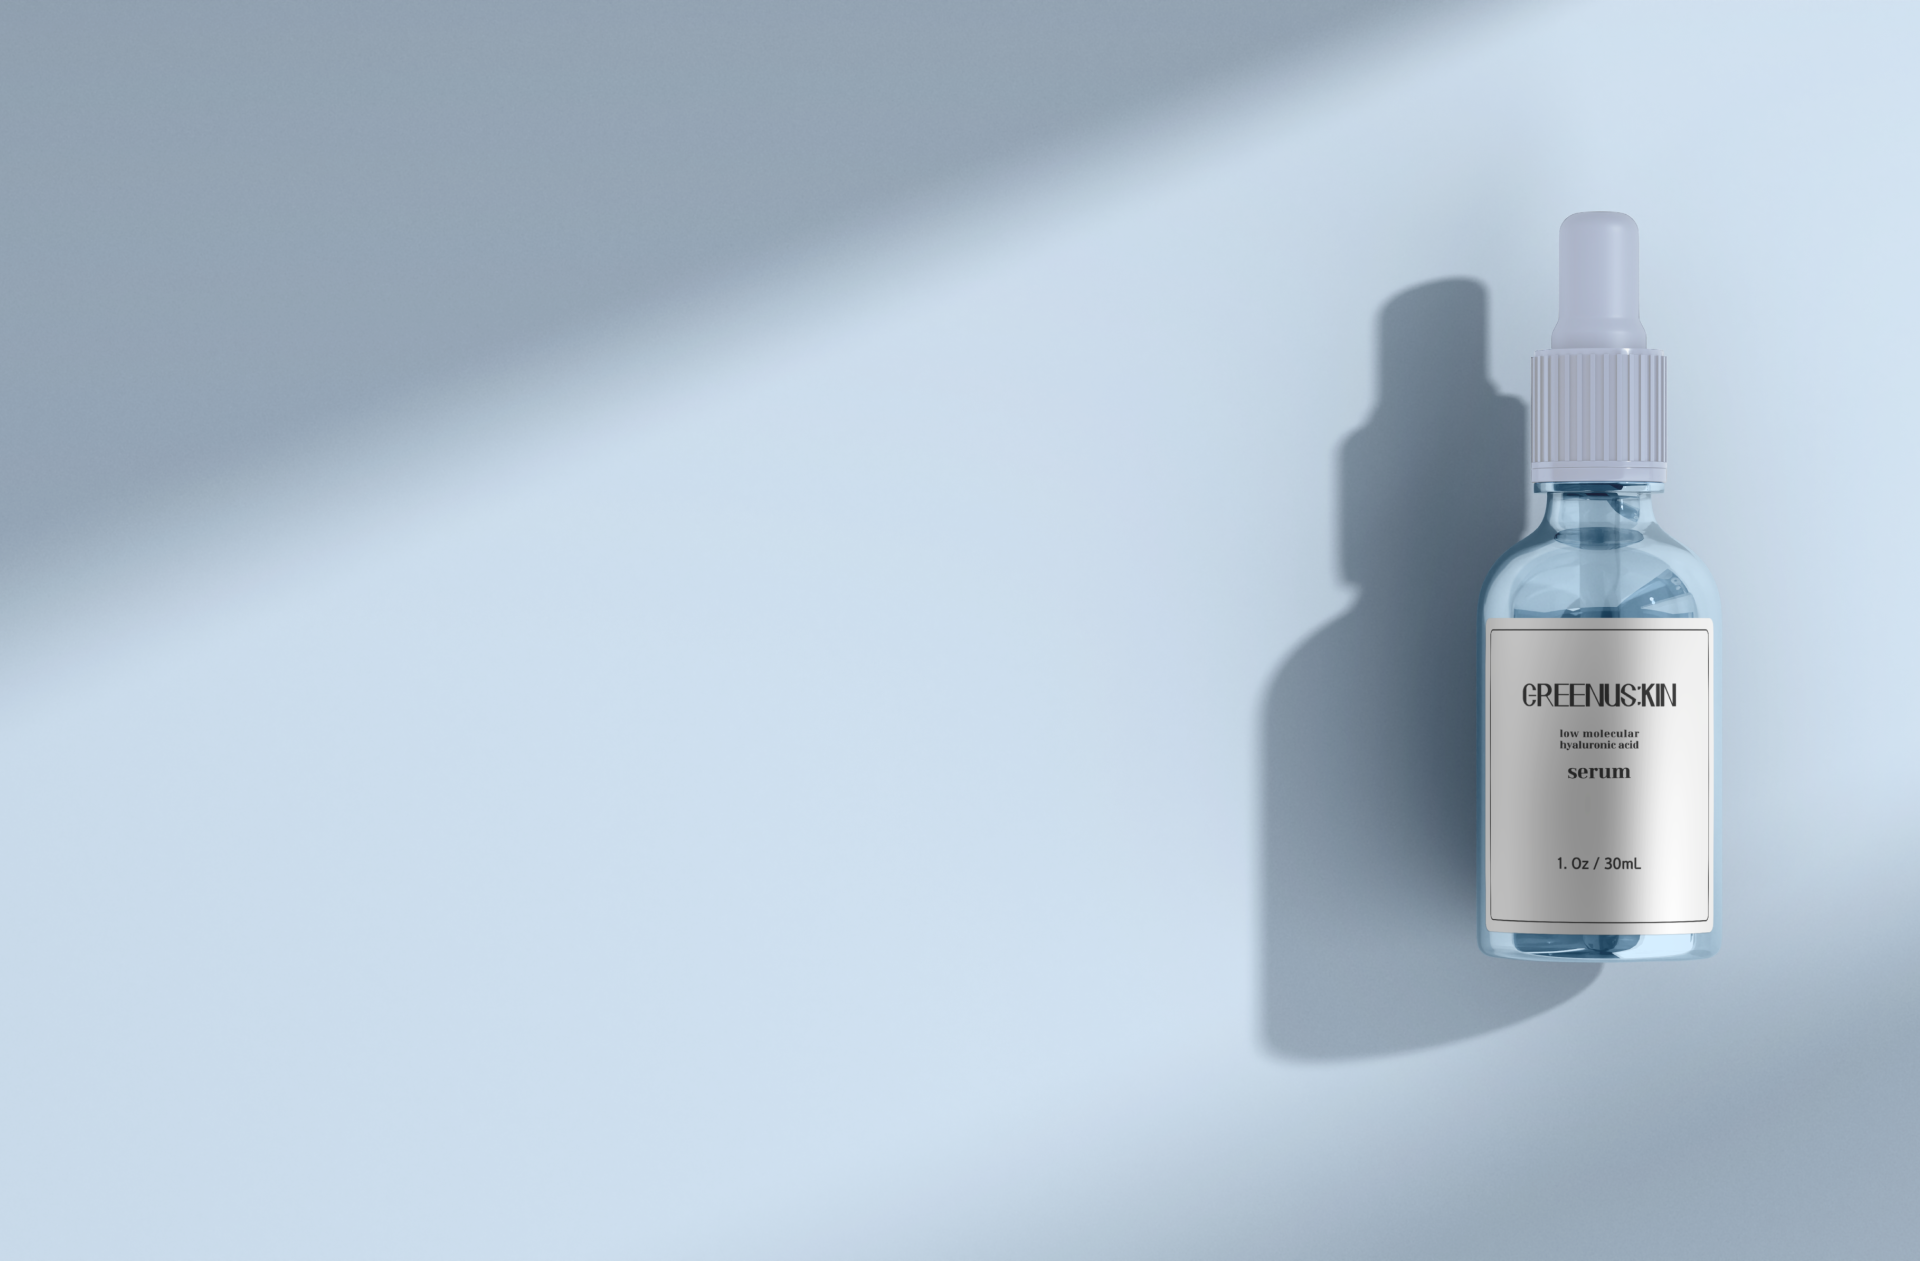 GREENUS:KIN
low molecular
hyaluronic acid
serum
1. Oz / 30mL